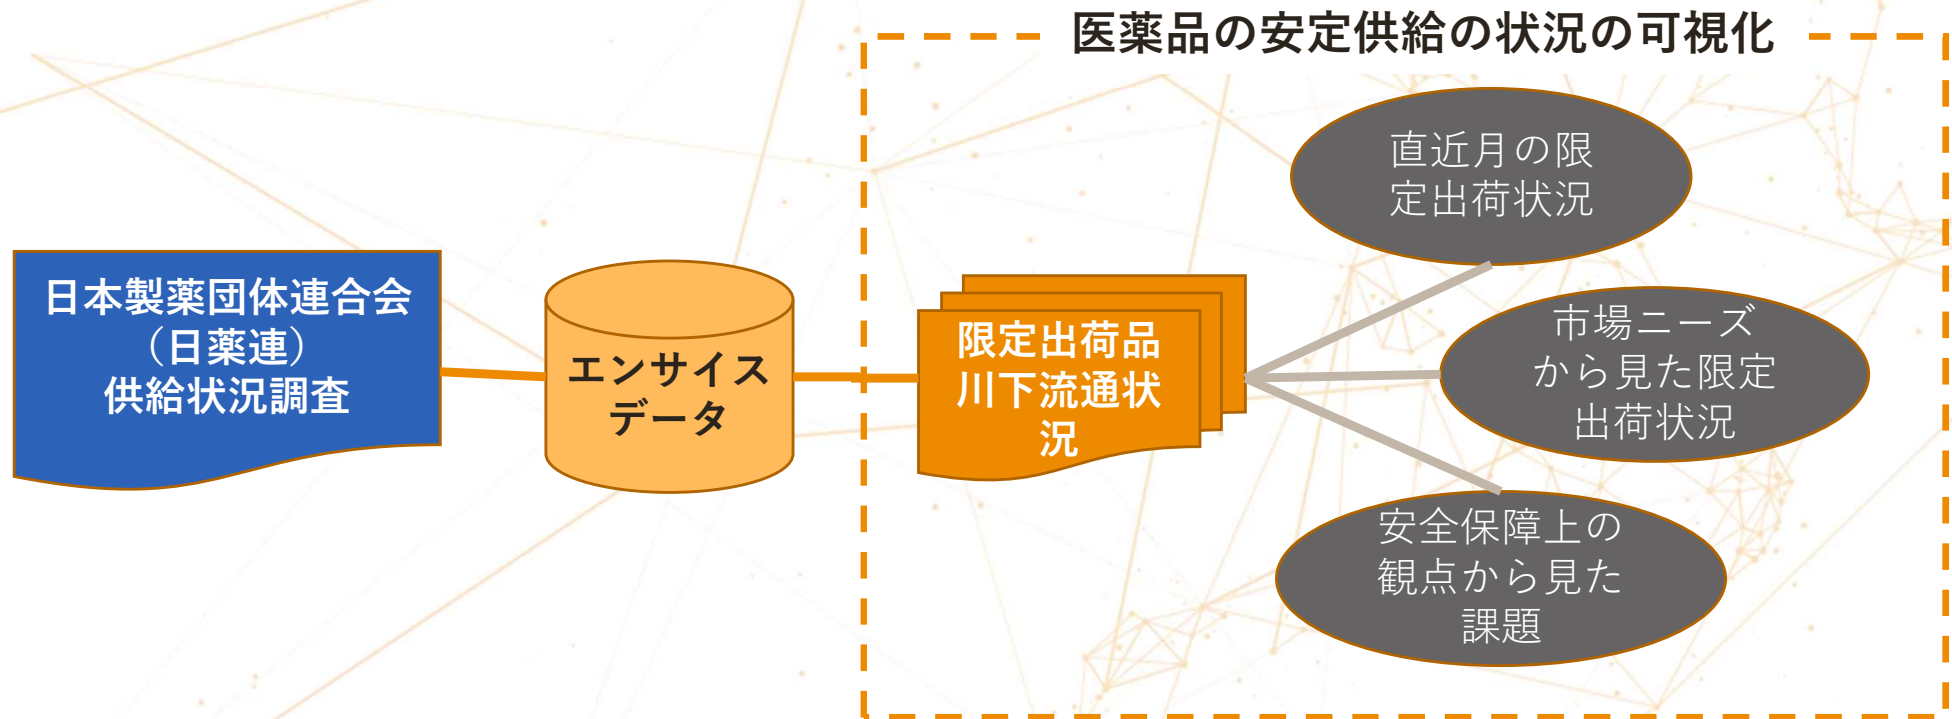 医薬品の安定供給の状況の可視化
日本製薬団体連合会
（日薬連）
供給状況調査
エンサイス
データ
限定出荷品
川下流通状
況
直近月の限
定出荷状況
市場ニーズ
から見た限定
出荷状況
安全保障上の
観点から見た
課題